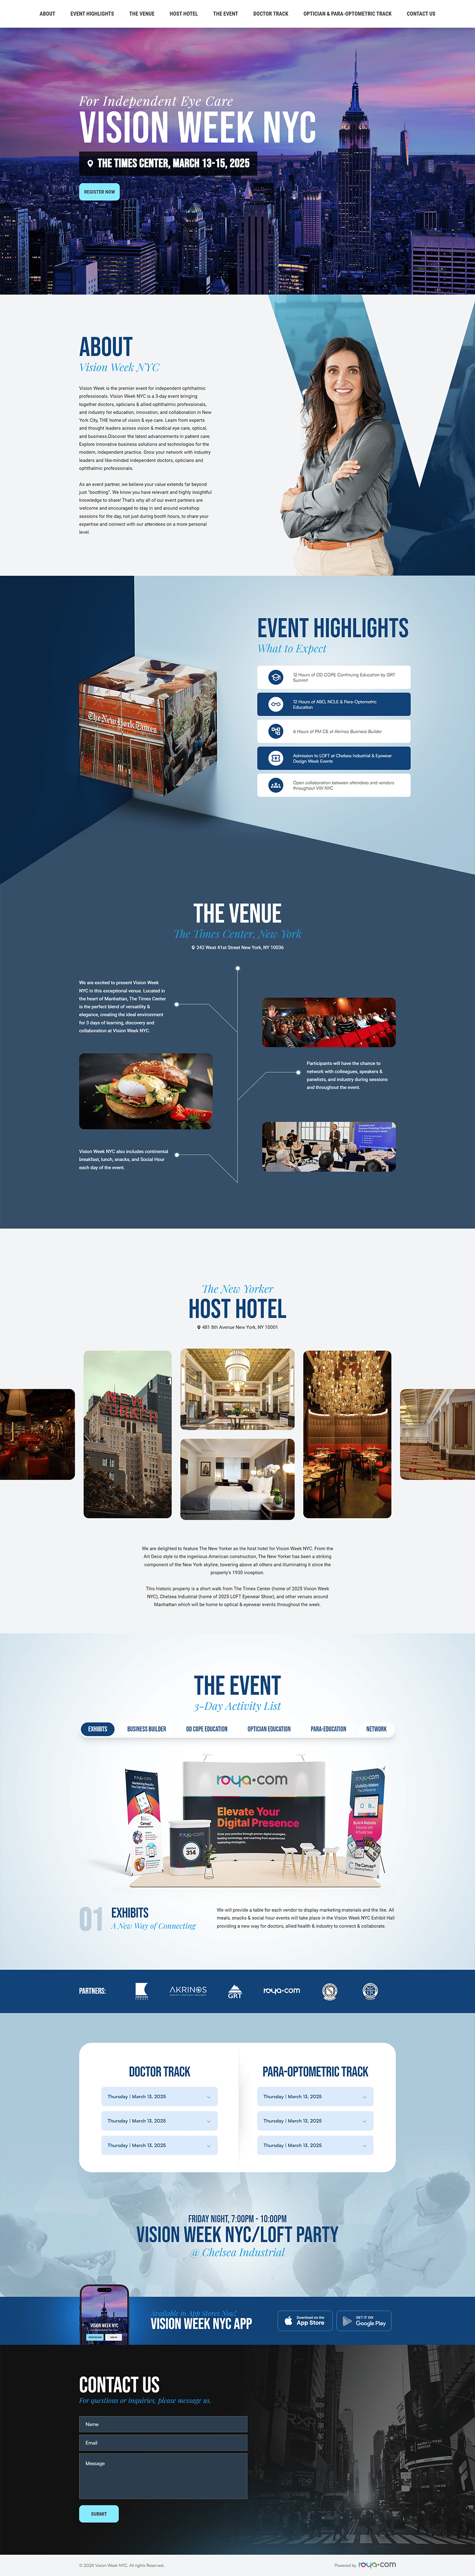 ABOUT EVENT HIGHLIGHTS THE VENUE HOST HOTEL THE EVENT DOCTOR TRACK OPTICIAN & PARA-OPTOMETRIC TRACK CONTACT US
For Independent Eye Care
VISION WEEK NYC
THE TIMES CENTER, MARCH 13-15, 2025
REGISTER NOW
ABOUT
Vision Week NYC
Vision Week is the premier event for independent ophthalmic
professionals. Vision Week NYC is a 3-day event bringing
together doctors, opticians & allied ophthalmic professionals,
and industry for education, innovation, and collaboration in New
York City, THE home of vision & eye care. Learn from experts
and thought leaders across vision & medical eye care, optical,
and business.Discover the latest advancements in patient care.
Explore innovative business solutions and technologies for the
modern, independent practice. Grow your network with industry
leaders and like-minded independent doctors, opticians and
ophthalmic professionals.
As an event partner, we believe your value extends far beyond
just "boothing". We know you have relevant and highly insightful
knowledge to share! That's why all of our event partners are
welcome and encouraged to stay in and around workshop
sessions for the day, not just during booth hours, to share your
expertise and connect with our attendees on a more personal
level.
EVENT HIGHLIGHTS
What to Expect
12 Hours of OD COPE Continuing Education by GRT
Summit
12 Hours of ABO, NCLE & Para-Optometric
Education
6 Hours of PM CE at Akrinos Business Builder
Admission to LOFT at Chelsea Industrial & Eyewear
Design Week Events
Open collaboration between attendees and vendors
throughout VW NYC
The New York Times
THE VENUE
The Times Center, New York
242 West 41st Street New York, NY 10036
We are excited to present Vision Week
NYC in this exceptional venue. Located in
the heart of Manhattan, The Times Center
is the perfect blend of versatility &
elegance, creating the ideal environment
for 3 days of learning, discovery and
collaboration at Vision Week NYC.
Participants will have the chance to
network with colleagues, speakers &
panelists, and industry during sessions
and throughout the event.
Vision Week NYC also includes continental
breakfast, lunch, snacks, and Social Hour
each day of the event.
The New Yorker
HOST HOTEL
481 8th Avenue New York, NY 10001
NEW
YORKER
We are delighted to feature The New Yorker as the host hotel for Vision Week NYC. From the
Art Deco style to the ingenious American construction, The New Yorker has been a striking
component of the New York skyline, towering above all others and illuminating it since the
property's 1930 inception.
This historic property is a short walk from The Times Center (home of 2025 Vision Week
NYC), Chelsea Industrial (home of 2025 LOFT Eyewear Show), and other venues around
Manhattan which will be home to optical & eyewear events throughout the week.
THE EVENT
3-Day Activity List
EXHIBITS BUSINESS BUILDER OD COPE EDUCATION OPTICIAN EDUCATION PARA-EDUCATION NETWORK
roya.com
Elevate Your
Digital Presence
roya.com
314
01 EXHIBITS
A New Way of Connecting
We will provide a table for each vendor to display marketing materials and the like. All
meals, snacks & social hour events will take place in the Vision Week NYC Exhibit Hall
providing a new way for doctors, allied health & industry to connect & collaborate.
PARTNERS:
AKRINOS
GRT
roya.com
DOCTOR TRACK
Thursday | March 13, 2025
Thursday | March 13, 2025
Thursday | March 13, 2025
PARA-OPTOMETRIC TRACK
Thursday | March 13, 2025
Thursday | March 13, 2025
Thursday | March 13, 2025
FRIDAY NIGHT, 7:00PM - 10:00PM
VISION WEEK NYC/LOFT PARTY
@ Chelsea Industrial
VISION WEEK NYC
Available in App Stores Now!
VISION WEEK NYC APP
Download on the
App Store
GET IT ON
Google Play
CONTACT US
For questions or inquiries, please message us.
Name
Email
Message
SUBMIT
© 2024 Vision Week NYC. All rights Reserved.
Powered by roya.com